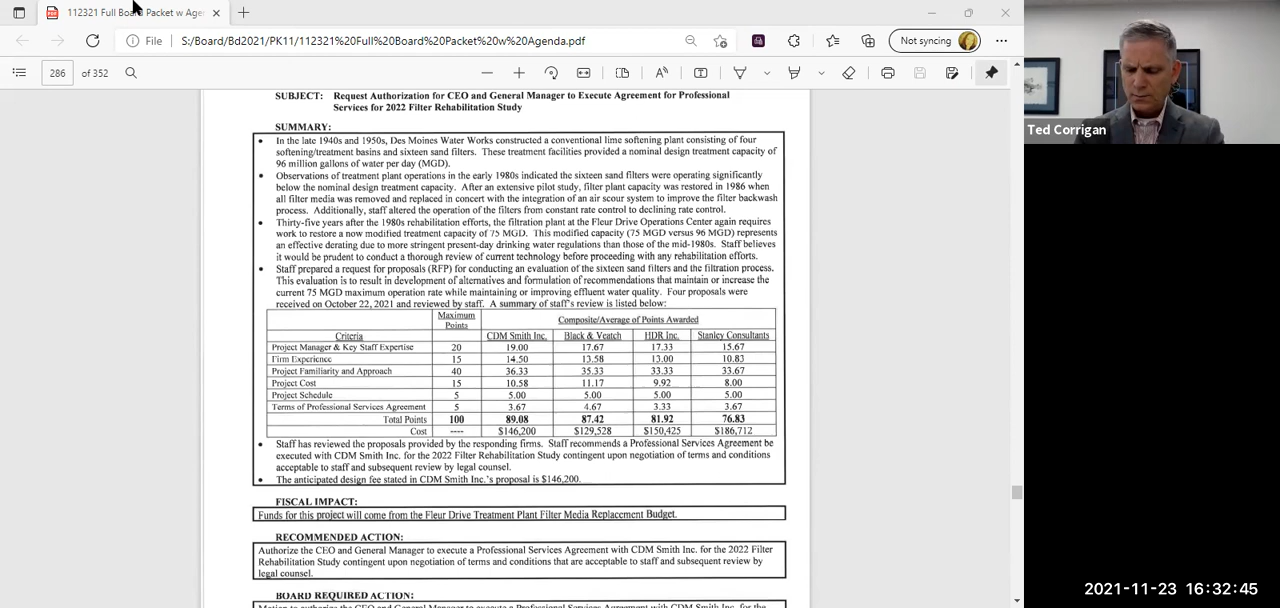 112321 Full Board Packet w Age
File S:/Board/Bd2021/PK11/112321%20Full%20Board%20Packet%20w%20Agenda.pdf Not syncing
286 of 352
SUBJECT: Request Authorization for CEO and General Manager to Execute Agreement for Professional
Services for 2022 Filter Rehabilitation Study
SUMMARY:
• In the late 1940s and 1950s, Des Moines Water Works constructed a conventional lime softening plant consisting of four
softening/treatment basins and sixteen sand filters. These treatment facilities provided a nominal design treatment capacity of
96 million gallons of water per day (MGD).
• Observations of treatment plant operations in the early 1980s indicated the sixteen sand filters were operating significantly
below the nominal design treatment capacity. After an extensive pilot study, filter plant capacity was restored in 1986 when
all filter media was removed and replaced in concert with the integration of an air scour system to improve the filter backwash
process. Additionally, staff altered the operation of the filters from constant rate control to declining rate control.
• Thirty-five years after the 1980s rehabilitation efforts, the filtration plant at the Fleur Drive Operations Center again requires
work to restore a now modified treatment capacity of 75 MGD. This modified capacity (75 MGD versus 96 MGD) represents
an effective derating due to more stringent present-day drinking water regulations than those of the mid-1980s. Staff believes
it would be prudent to conduct a thorough review of current technology before proceeding with any rehabilitation efforts.
• Staff prepared a request for proposals (RFP) for conducting an evaluation of the sixteen sand filters and the filtration process.
This evaluation is to result in development of alternatives and formulation of recommendations that maintain or increase the
current 75 MGD maximum operation rate while maintaining or improving effluent water quality. Four proposals were
received on October 22, 2021 and reviewed by staff. A summary of staff's review is listed below:
Maximum
Points Composite/Average of Points Awarded
Criteria CDM Smith Inc. Black & Veatch HDR Inc. Stanley Consultants
Project Manager & Key Staff Expertise 20 19.00 17.67 17.33 15.67
Firm Experience 15 14.50 13.58 13.00 10.83
Project Familiarity and Approach 40 36.33 35.33 33.33 33.67
Project Cost 15 10.58 11.17 9.92 8.00
Project Schedule 5 5.00 5.00 5.00 5.00
Terms of Professional Services Agreement 5 3.67 4.67 3.33 3.67
Total Points 100 89.08 87.42 81.92 76.83
Cost ---- $146,200 $129,528 $150,425 $186,712
• Staff has reviewed the proposals provided by the responding firms. Staff recommends a Professional Services Agreement be
executed with CDM Smith Inc. for the 2022 Filter Rehabilitation Study contingent upon negotiation of terms and conditions
acceptable to staff and subsequent review by legal counsel.
• The anticipated design fee stated in CDM Smith Inc.'s proposal is $146,200.
FISCAL IMPACT:
Funds for this project will come from the Fleur Drive Treatment Plant Filter Media Replacement Budget.
RECOMMENDED ACTION:
Authorize the CEO and General Manager to execute a Professional Services Agreement with CDM Smith Inc. for the 2022 Filter
Rehabilitation Study contingent upon negotiation of terms and conditions that are acceptable to staff and subsequent review by
legal counsel.
BOARD REQUIRED ACTION:
Motion to authorize the CEO and General Manager to execute a Professional Services Agreement with CDM Smith Inc. for the
Ted Corrigan
2021-11-23 16:32:45